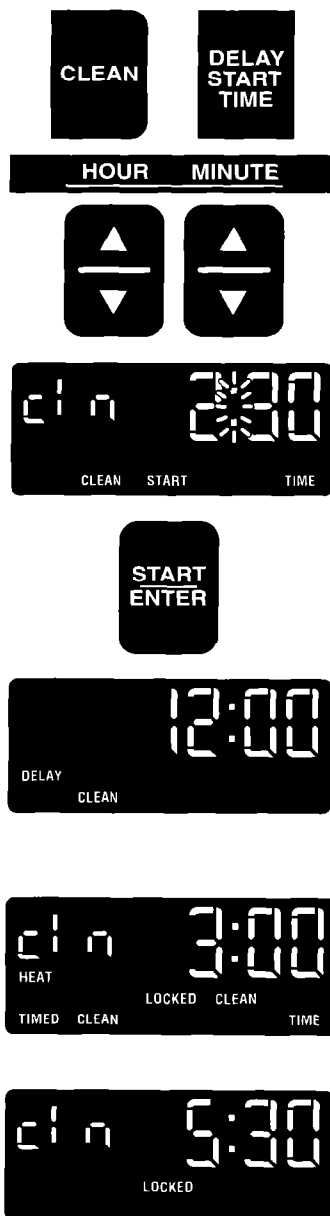 CLEAN
DELAY
START
TIME
HOUR MINUTE
cln 2:30
CLEAN START TIME
START
ENTER
12:00
DELAY
CLEAN
cln 3:00
HEAT
LOCKED CLEAN
TIMED CLEAN TIME
cln 5:30
LOCKED